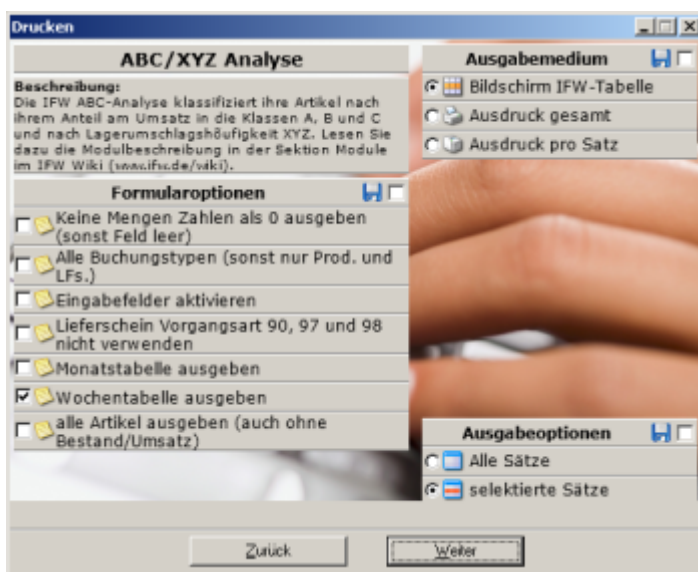 Drucken
ABC/XYZ Analyse
Beschreibung:
Die IFW ABC-Analyse klassifiziert ihre Artikel nach
ihrem Anteil am Umsatz in die Klassen A, B und C
und nach Lagerumschlagshöufigkeit XYZ. Lesen Sie
dazu die Modulbeschreibung in der Sektion Module
im IFW Wiki (www.ifw.de/wiki).
Formularoptionen
Keine Mengen Zahlen als 0 ausgeben
(sonst Feld leer)
Alle Buchungstypen (sonst nur Prod. und
LFs.)
Eingabefelder aktivieren
Lieferschein Vorgangsart 90, 97 und 98
nicht verwenden
Monatstabelle ausgeben
Wochentabelle ausgeben
alle Artikel ausgeben (auch ohne
Bestand/Umsatz)
Ausgabemedium
Bildschirm IFW-Tabelle
Ausdruck gesamt
Ausdruck pro Satz
Ausgabeoptionen
Alle Sätze
selektierte Sätze
Zurück
Weiter